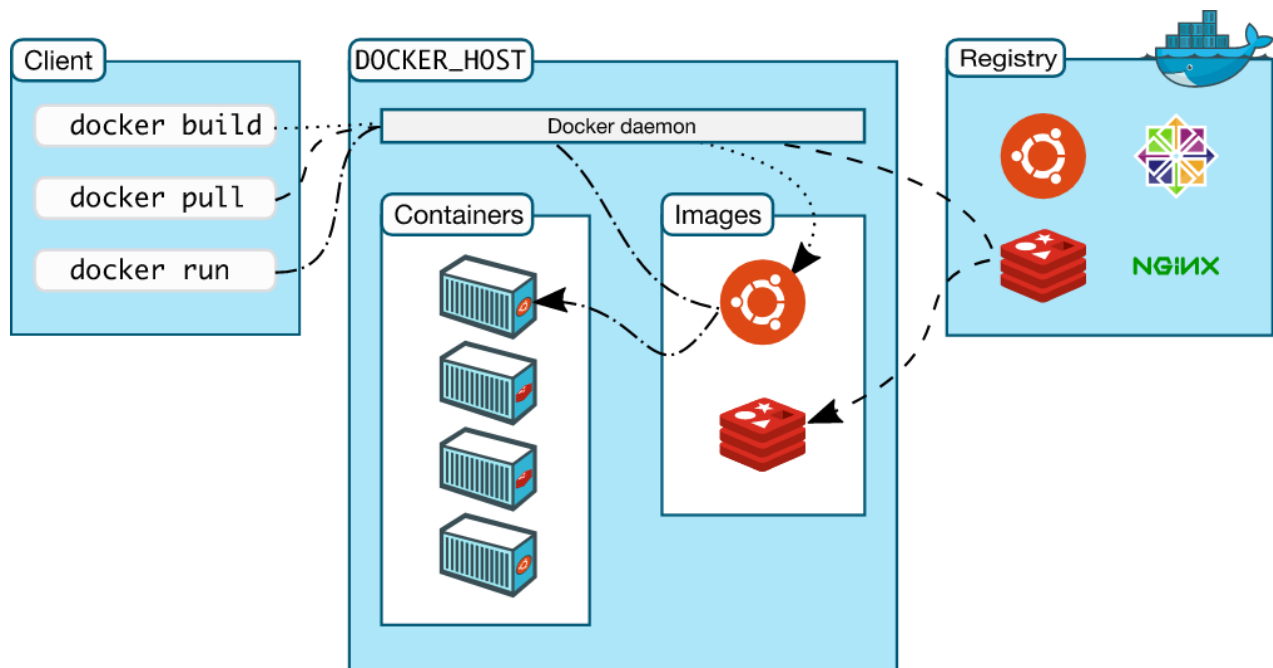 Client
docker build
docker pull
docker run
DOCKER_HOST
Docker daemon
Containers
Images
Registry
NGiNX